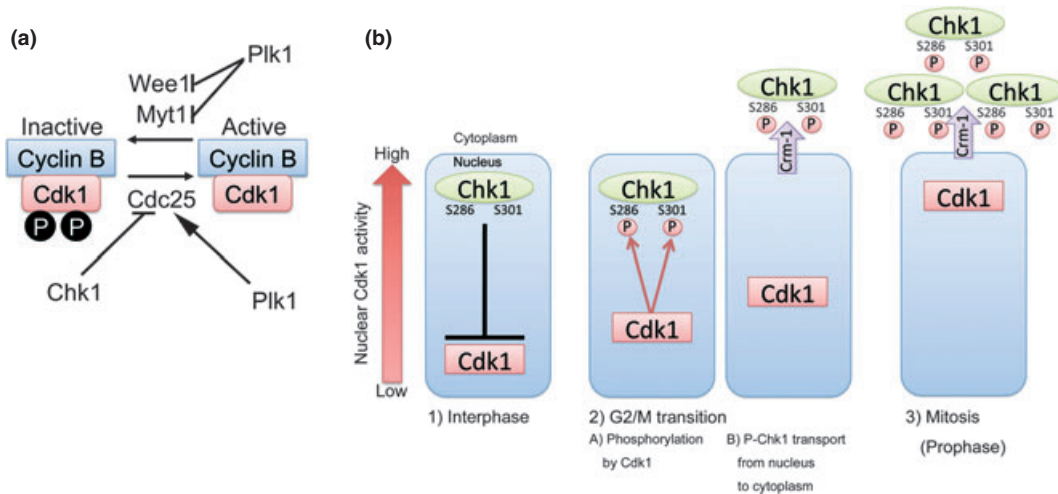 (a)
Plk1
Wee1
Myt1
Inactive
Active
Cyclin B
Cyclin B
Cdk1
Cdk1
Cdc25
P P
Chk1
Plk1
(b)
High
Nuclear Cdk1 activity
Low
Cytoplasm
Nucleus
Chk1
S286 S301
Cdk1
1) Interphase
Chk1
S286 S301
P P
Cdk1
2) G2/M transition
A) Phosphorylation
by Cdk1
Chk1
S286 S301
P P
Crm-1
Cdk1
B) P-Chk1 transport
from nucleus
to cytoplasm
Chk1
S286 S301
P P
Chk1
Chk1
S286 S301
S286 S301
P P
P P
Crm-1
Cdk1
3) Mitosis
(Prophase)